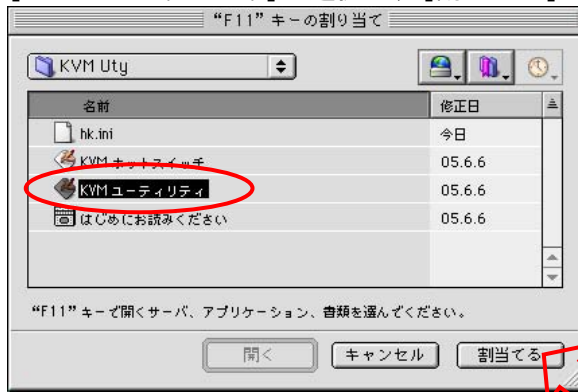 “F11” キーの割り当て
KVM Uty
名前 修正日
hk.ini 今日
KVM ホットスイッチ 05.6.6
KVM ユーティリティ 05.6.6
はじめにお読みください 05.6.6
“F11” キーで開くサーバ、アプリケーション、書類を選んでください。
開く キャンセル 割当てる